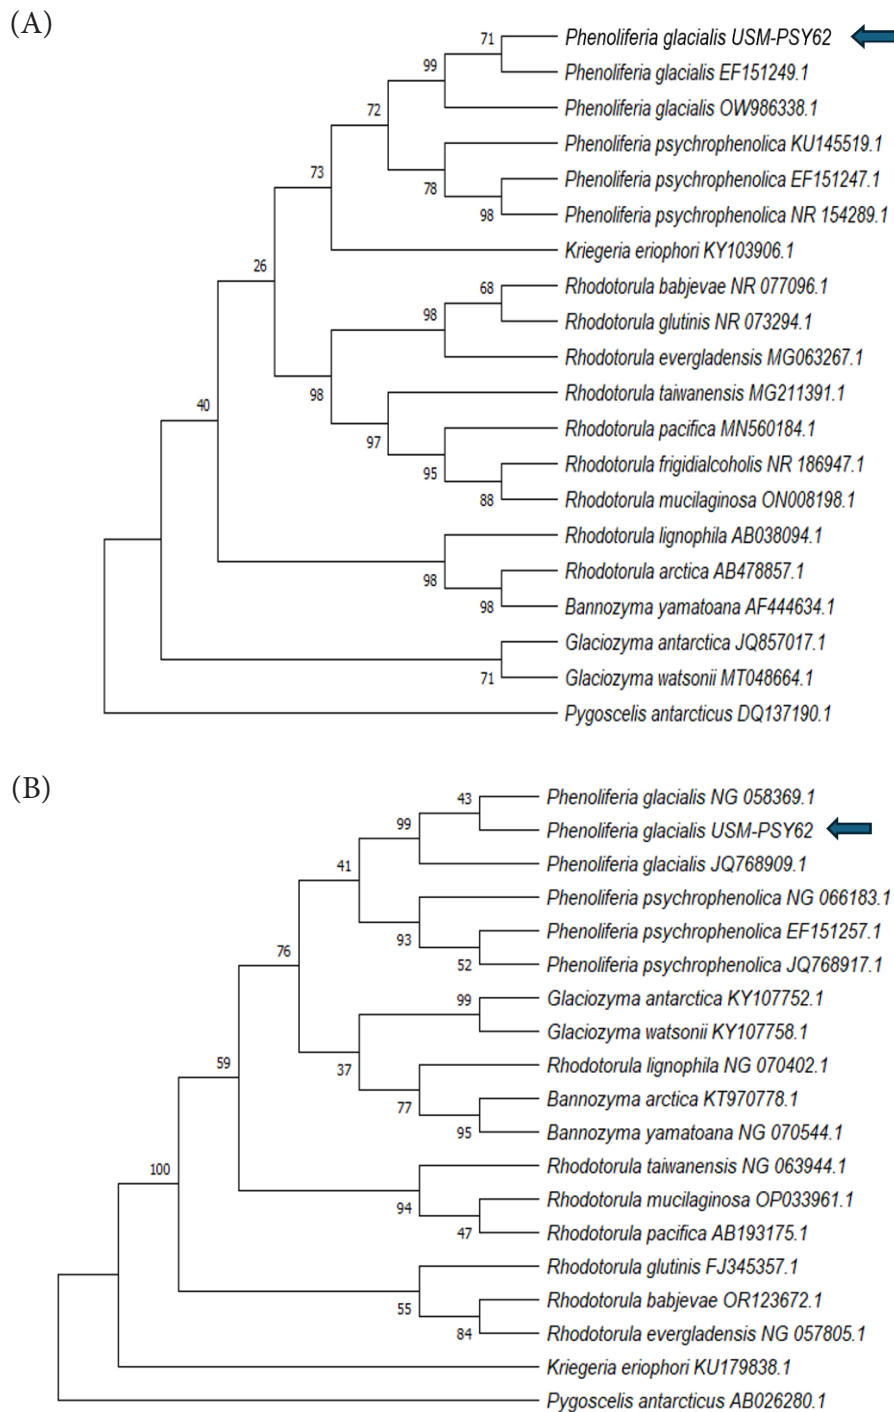 (A)
Phenoliferia glacialis USM-PSY62
71
Phenoliferia glacialis EF151249.1
99
Phenoliferia glacialis OW986338.1
72
Phenoliferia psychrophenolica KU145519.1
73
Phenoliferia psychrophenolica EF151247.1
78
Phenoliferia psychrophenolica NR 154289.1
98
Kriegeria eriophori KY103906.1
26
Rhodotorula babjevae NR 077096.1
68
Rhodotorula glutinis NR 073294.1
98
Rhodotorula evergladensis MG063267.1
Rhodotorula taiwanensis MG211391.1
98
40
Rhodotorula pacifica MN560184.1
97
Rhodotorula frigidialcoholis NR 186947.1
95
Rhodotorula mucilaginosa ON008198.1
88
Rhodotorula lignophila AB038094.1
98
Rhodotorula arctica AB478857.1
Bannozyma yamatoana AF444634.1
98
Glaciozyma antarctica JQ857017.1
Glaciozyma watsonii MT048664.1
71
Pygoscelis antarcticus DQ137190.1
(B)
Phenoliferia glacialis NG 058369.1
43
Phenoliferia glacialis USM-PSY62
99
Phenoliferia glacialis JQ768909.1
41
Phenoliferia psychrophenolica NG 066183.1
Phenoliferia psychrophenolica EF151257.1
93
Phenoliferia psychrophenolica JQ768917.1
52
76
Glaciozyma antarctica KY107752.1
99
Glaciozyma watsonii KY107758.1
Rhodotorula lignophila NG 070402.1
37
59
Bannozyma arctica KT970778.1
77
Bannozyma yamatoana NG 070544.1
95
Rhodotorula taiwanensis NG 063944.1
100
Rhodotorula mucilaginosa OP033961.1
94
Rhodotorula pacifica AB193175.1
47
Rhodotorula glutinis FJ345357.1
Rhodotorula babjevae OR123672.1
55
Rhodotorula evergladensis NG 057805.1
84
Kriegeria eriophori KU179838.1
Pygoscelis antarcticus AB026280.1